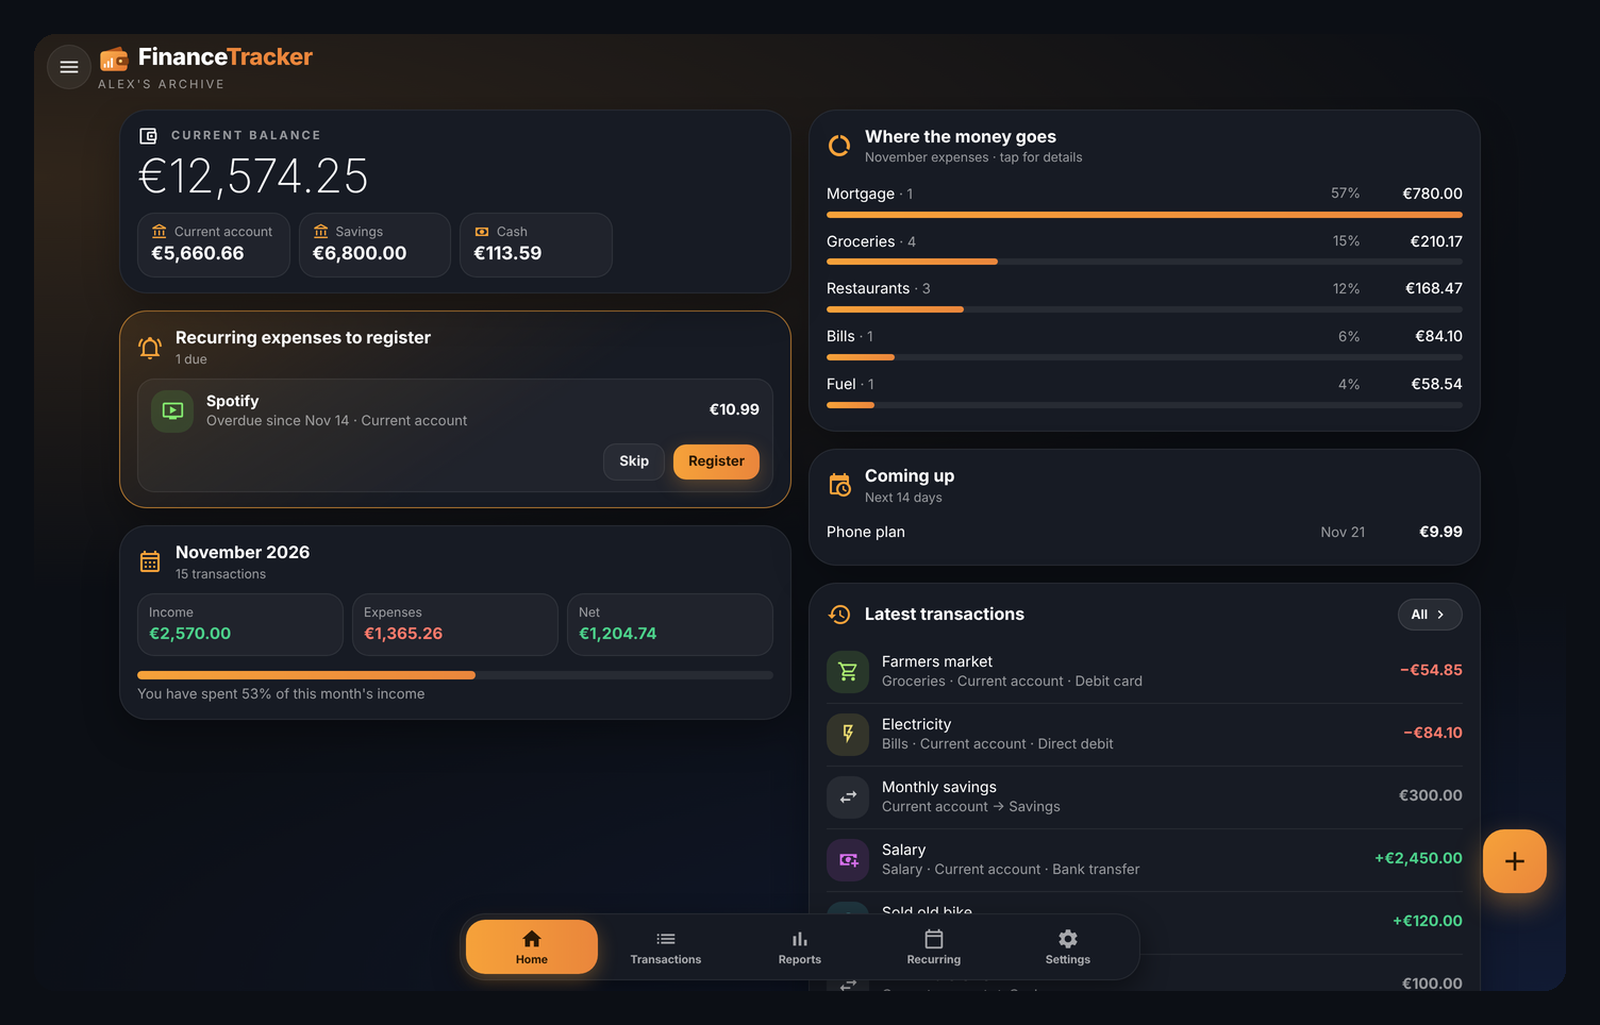 FinanceTracker
ALEX'S ARCHIVE
CURRENT BALANCE
€12,574.25
Current account
€5,660.66
Savings
€6,800.00
Cash
€113.59
Recurring expenses to register
1 due
Spotify
Overdue since Nov 14 · Current account
€10.99
Skip
Register
November 2026
15 transactions
Income
€2,570.00
Expenses
€1,365.26
Net
€1,204.74
You have spent 53% of this month's income
Where the money goes
November expenses · tap for details
Mortgage · 1 57% €780.00
Groceries · 4 15% €210.17
Restaurants · 3 12% €168.47
Bills · 1 6% €84.10
Fuel · 1 4% €58.54
Coming up
Next 14 days
Phone plan Nov 21 €9.99
Latest transactions
All
Farmers market
Groceries · Current account · Debit card
−€54.85
Electricity
Bills · Current account · Direct debit
−€84.10
Monthly savings
Current account → Savings
€300.00
Salary
Salary · Current account · Bank transfer
+€2,450.00
Sold old bike
+€120.00
€100.00
Home
Transactions
Reports
Recurring
Settings